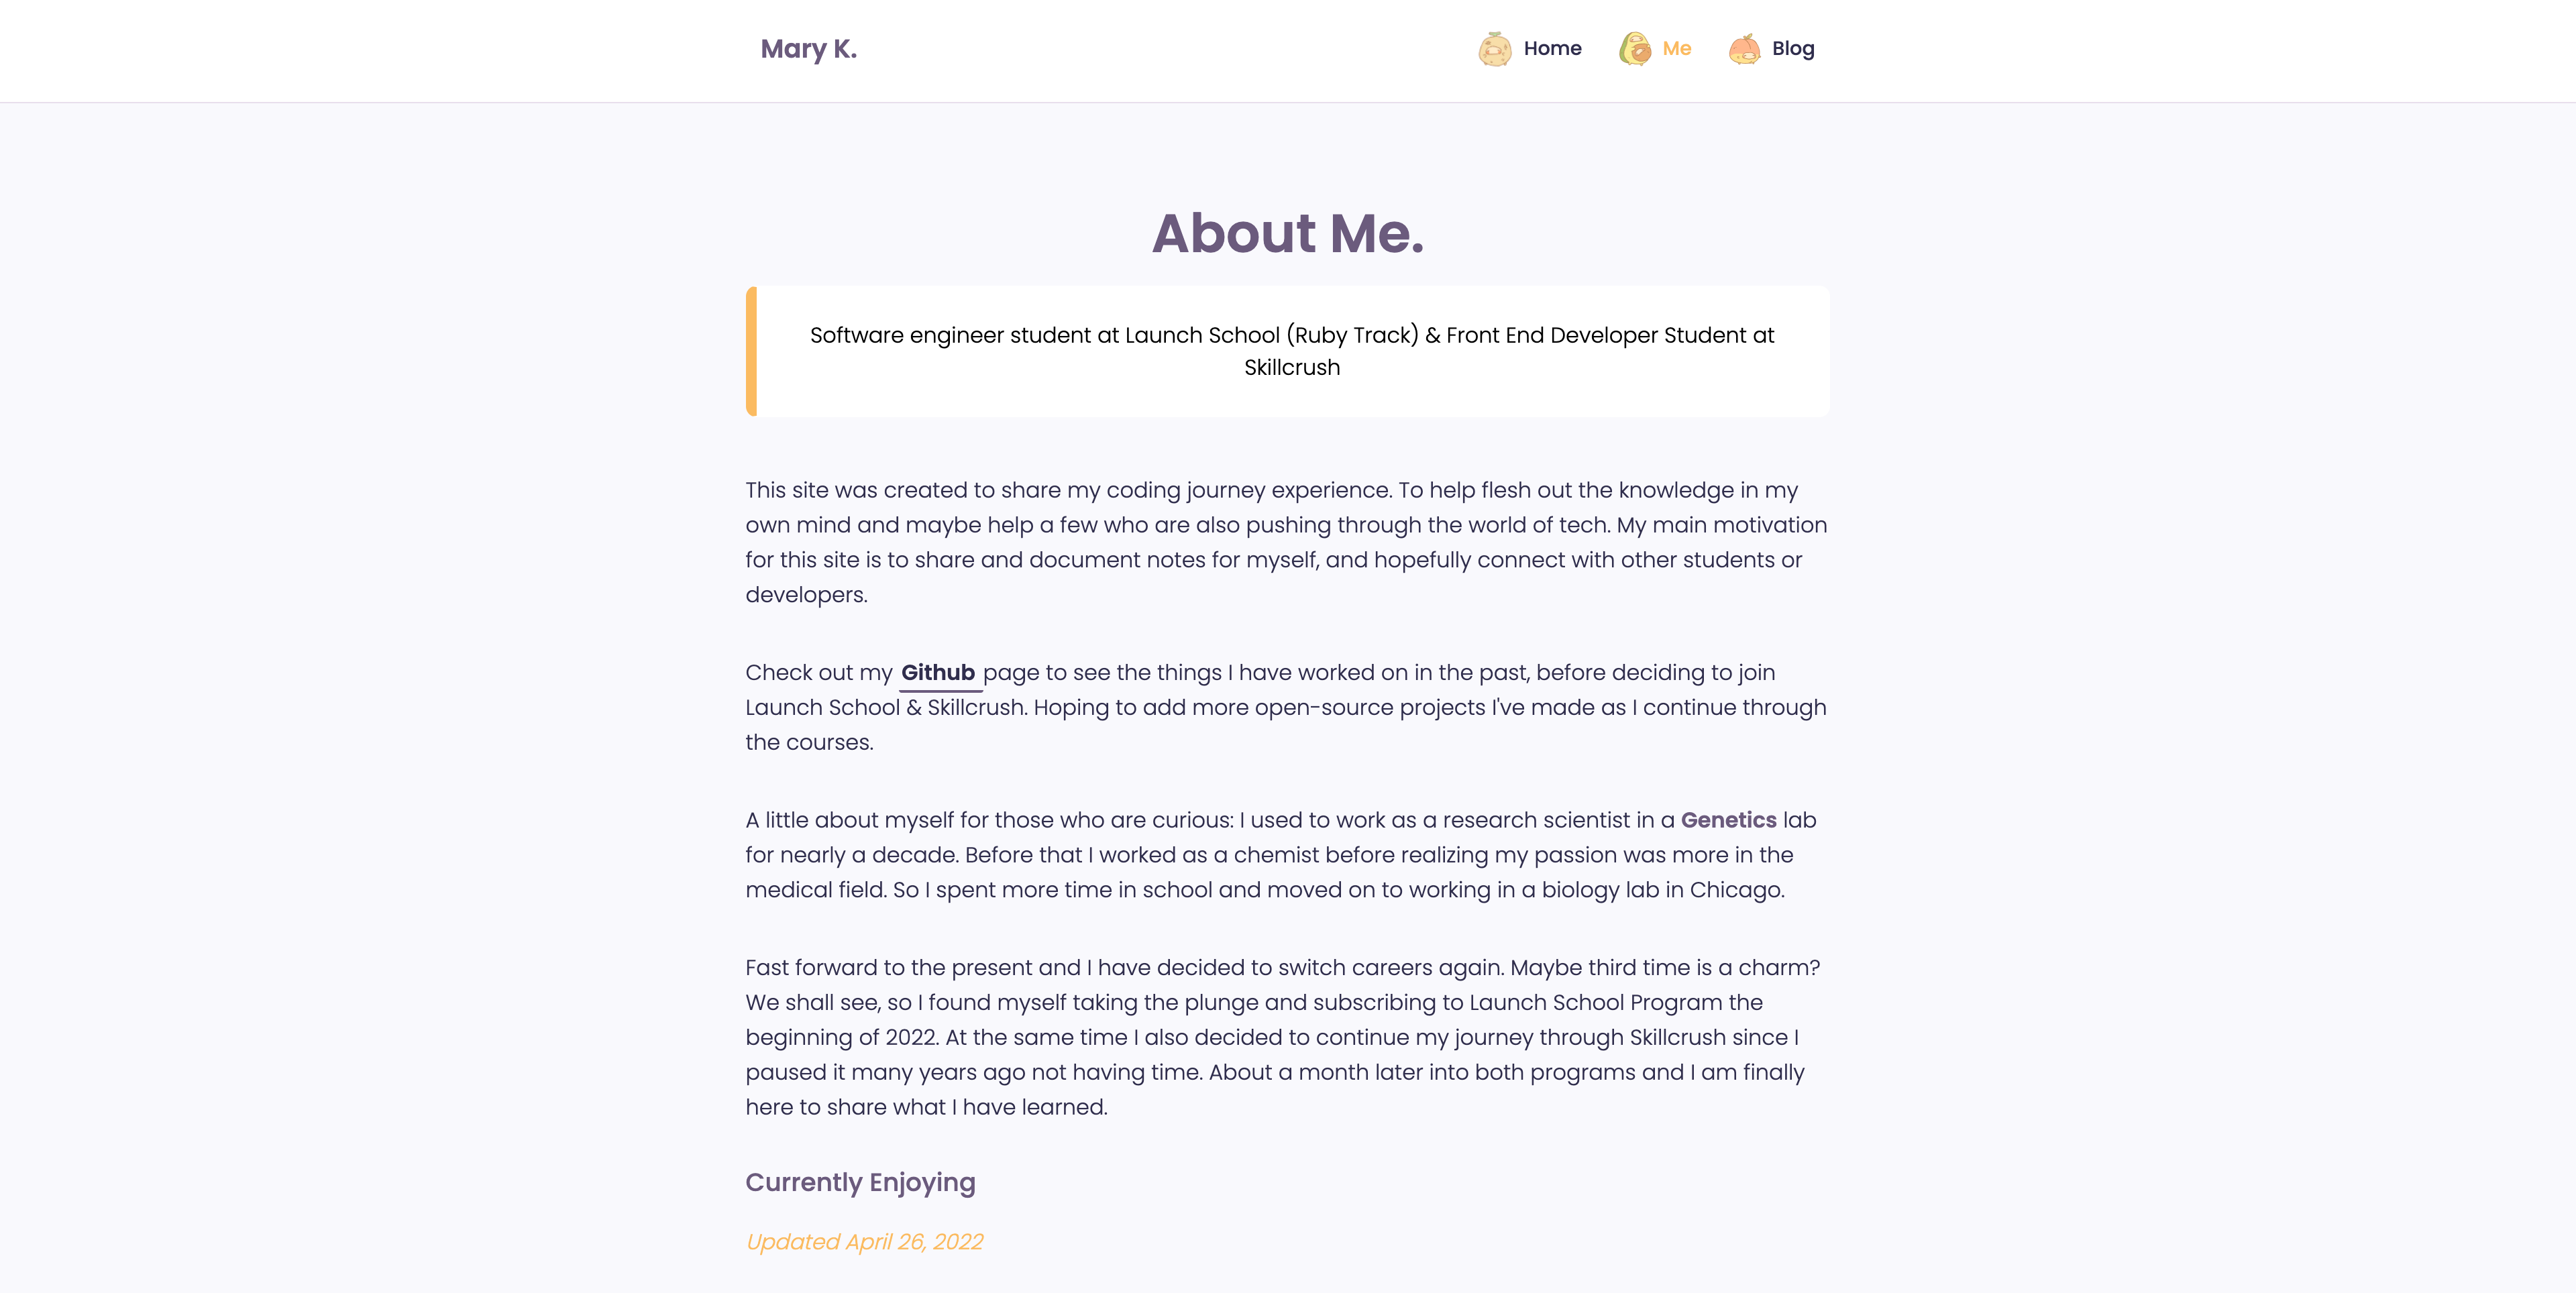 Mary K.
Home
Me
Blog
About Me.
Software engineer student at Launch School (Ruby Track) & Front End Developer Student at
Skillcrush
This site was created to share my coding journey experience. To help flesh out the knowledge in my
own mind and maybe help a few who are also pushing through the world of tech. My main motivation
for this site is to share and document notes for myself, and hopefully connect with other students or
developers.
Check out my Github page to see the things I have worked on in the past, before deciding to join
Launch School & Skillcrush. Hoping to add more open-source projects I've made as I continue through
the courses.
A little about myself for those who are curious: I used to work as a research scientist in a Genetics lab
for nearly a decade. Before that I worked as a chemist before realizing my passion was more in the
medical field. So I spent more time in school and moved on to working in a biology lab in Chicago.
Fast forward to the present and I have decided to switch careers again. Maybe third time is a charm?
We shall see, so I found myself taking the plunge and subscribing to Launch School Program the
beginning of 2022. At the same time I also decided to continue my journey through Skillcrush since I
paused it many years ago not having time. About a month later into both programs and I am finally
here to share what I have learned.
Currently Enjoying
Updated April 26, 2022